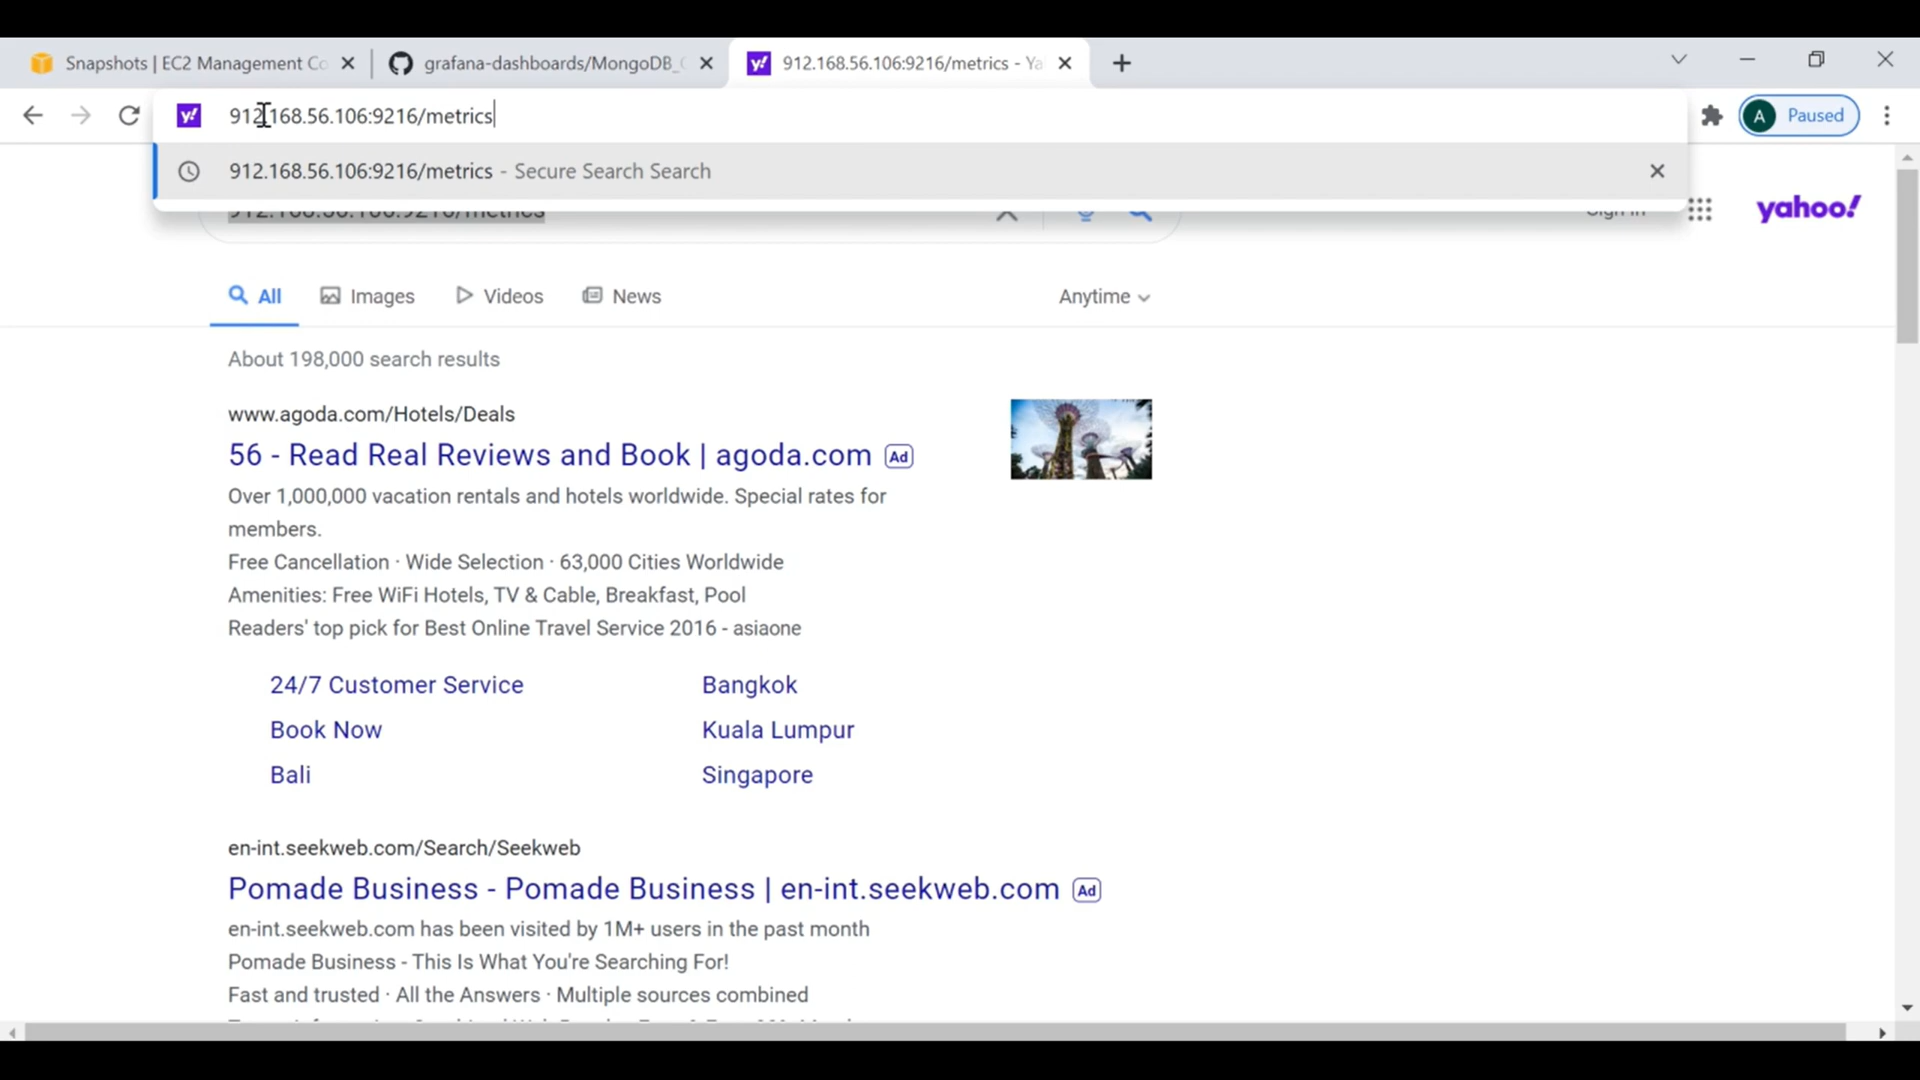 Snapshots | EC2 Management Co
grafana-dashboards/MongoDB_
912.168.56.106:9216/metrics - Ya
912.168.56.106:9216/metrics
A Paused
912.168.56.106:9216/metrics - Secure Search Search
912.168.56.106:9216/metrics
Sign in
yahoo!
All
Images
Videos
News
Anytime
About 198,000 search results
www.agoda.com/Hotels/Deals
56 - Read Real Reviews and Book | agoda.com Ad
Over 1,000,000 vacation rentals and hotels worldwide. Special rates for
members.
Free Cancellation · Wide Selection · 63,000 Cities Worldwide
Amenities: Free WiFi Hotels, TV & Cable, Breakfast, Pool
Readers' top pick for Best Online Travel Service 2016 - asiaone
24/7 Customer Service
Bangkok
Book Now
Kuala Lumpur
Bali
Singapore
en-int.seekweb.com/Search/Seekweb
Pomade Business - Pomade Business | en-int.seekweb.com Ad
en-int.seekweb.com has been visited by 1M+ users in the past month
Pomade Business - This Is What You're Searching For!
Fast and trusted · All the Answers · Multiple sources combined